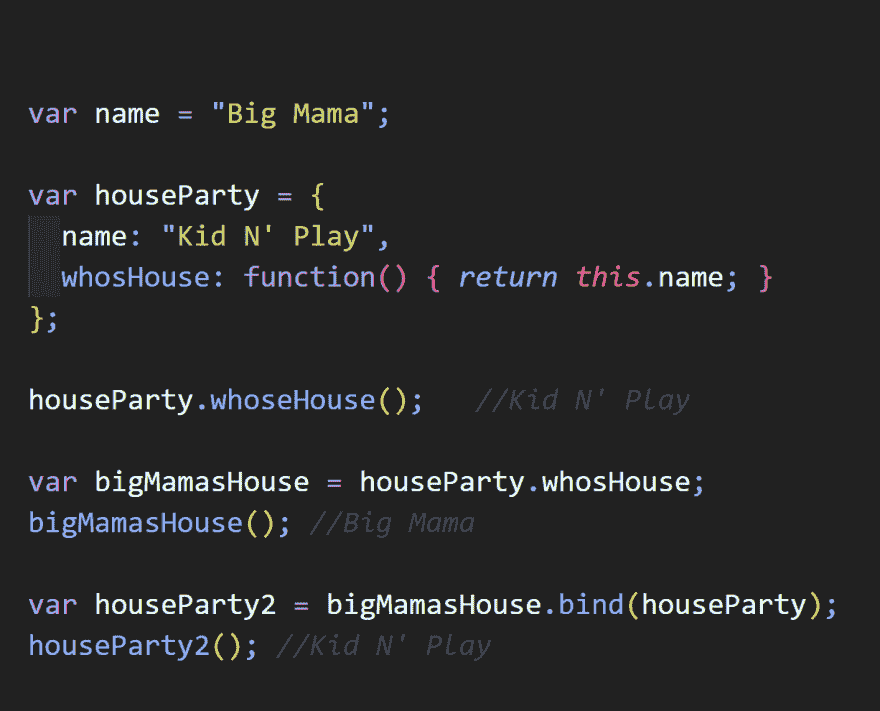 var name = "Big Mama";
var houseParty = {
  name: "Kid N' Play",
  whosHouse: function() { return this.name; }
};
houseParty.whoseHouse();   //Kid N' Play
var bigMamasHouse = houseParty.whosHouse;
bigMamasHouse(); //Big Mama
var houseParty2 = bigMamasHouse.bind(houseParty);
houseParty2(); //Kid N' Play